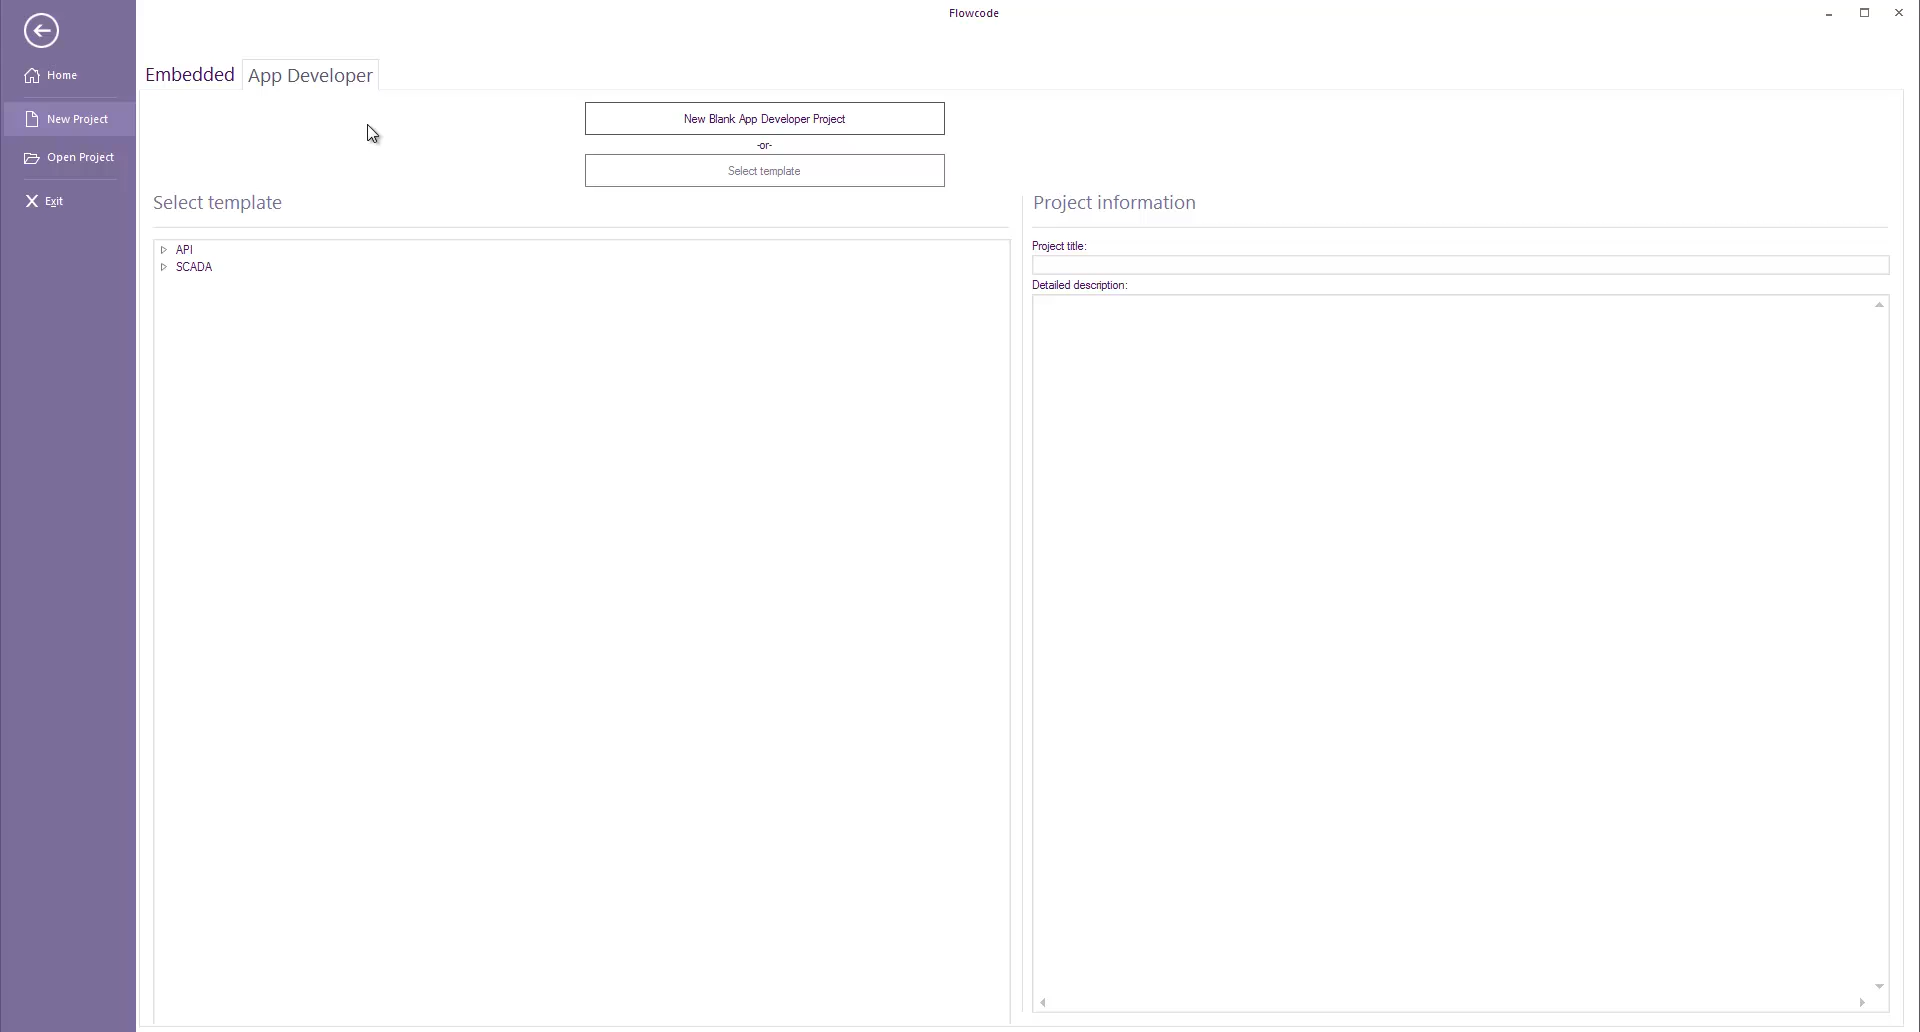 Flowcode
Home
New Project
Open Project
Exit
Embedded
App Developer
New Blank App Developer Project
-or-
Select template
Select template
API
SCADA
Project information
Project title:
Detailed description: